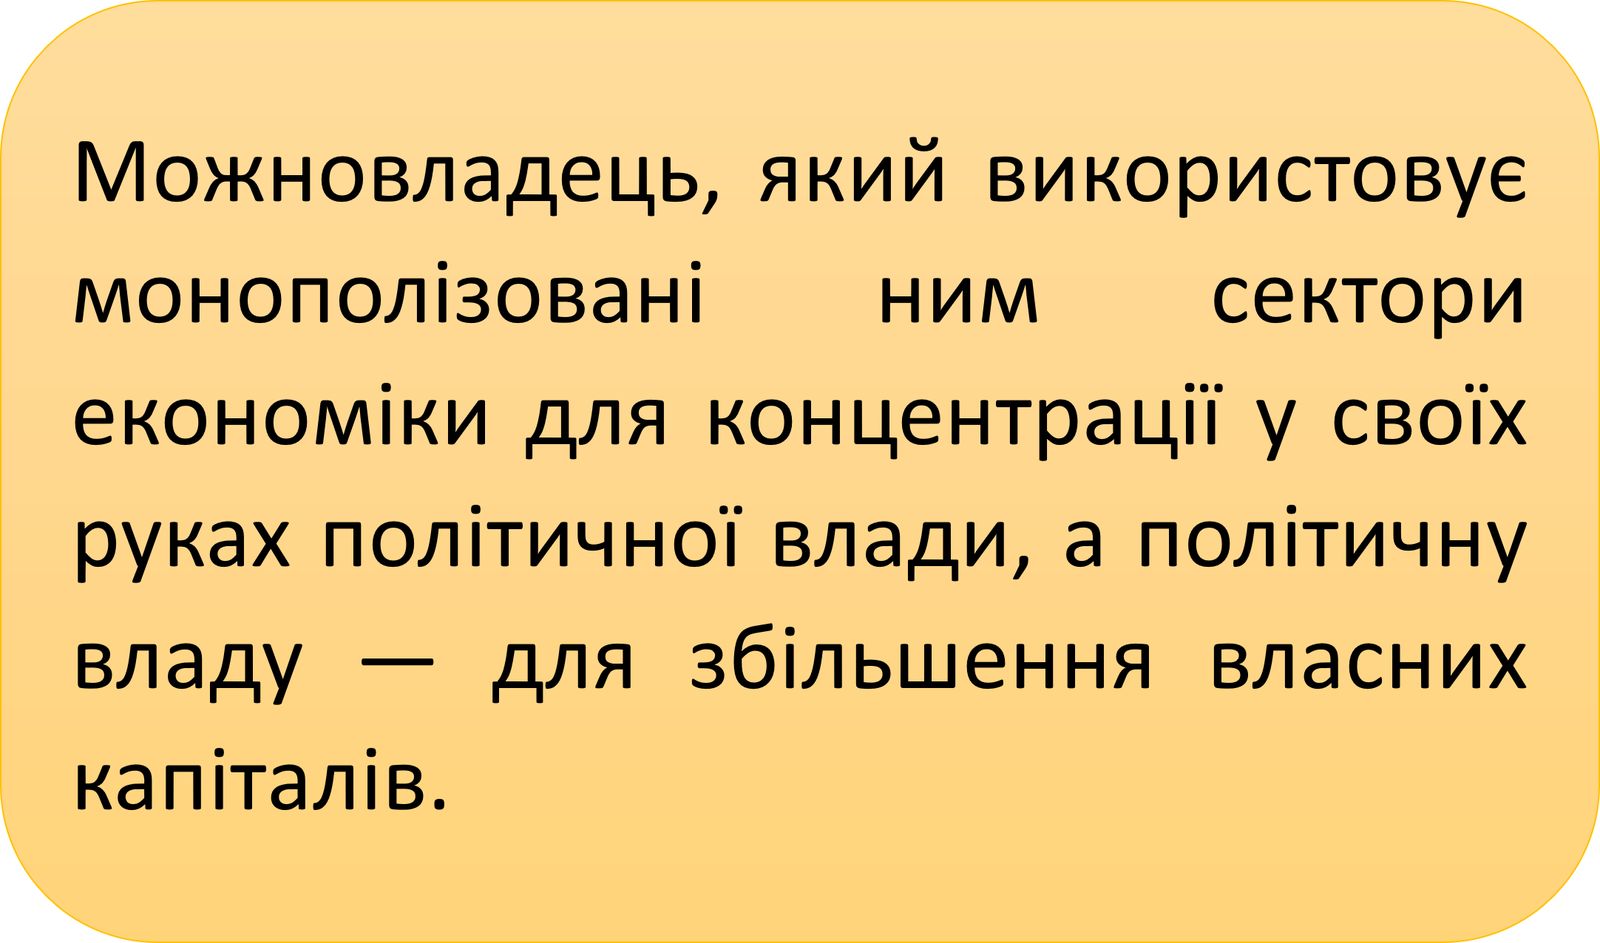 Можновладець, який використовує
монополізовані ним сектори
економіки для концентрації у своїх
руках політичної влади, а політичну
владу — для збільшення власних
капіталів.